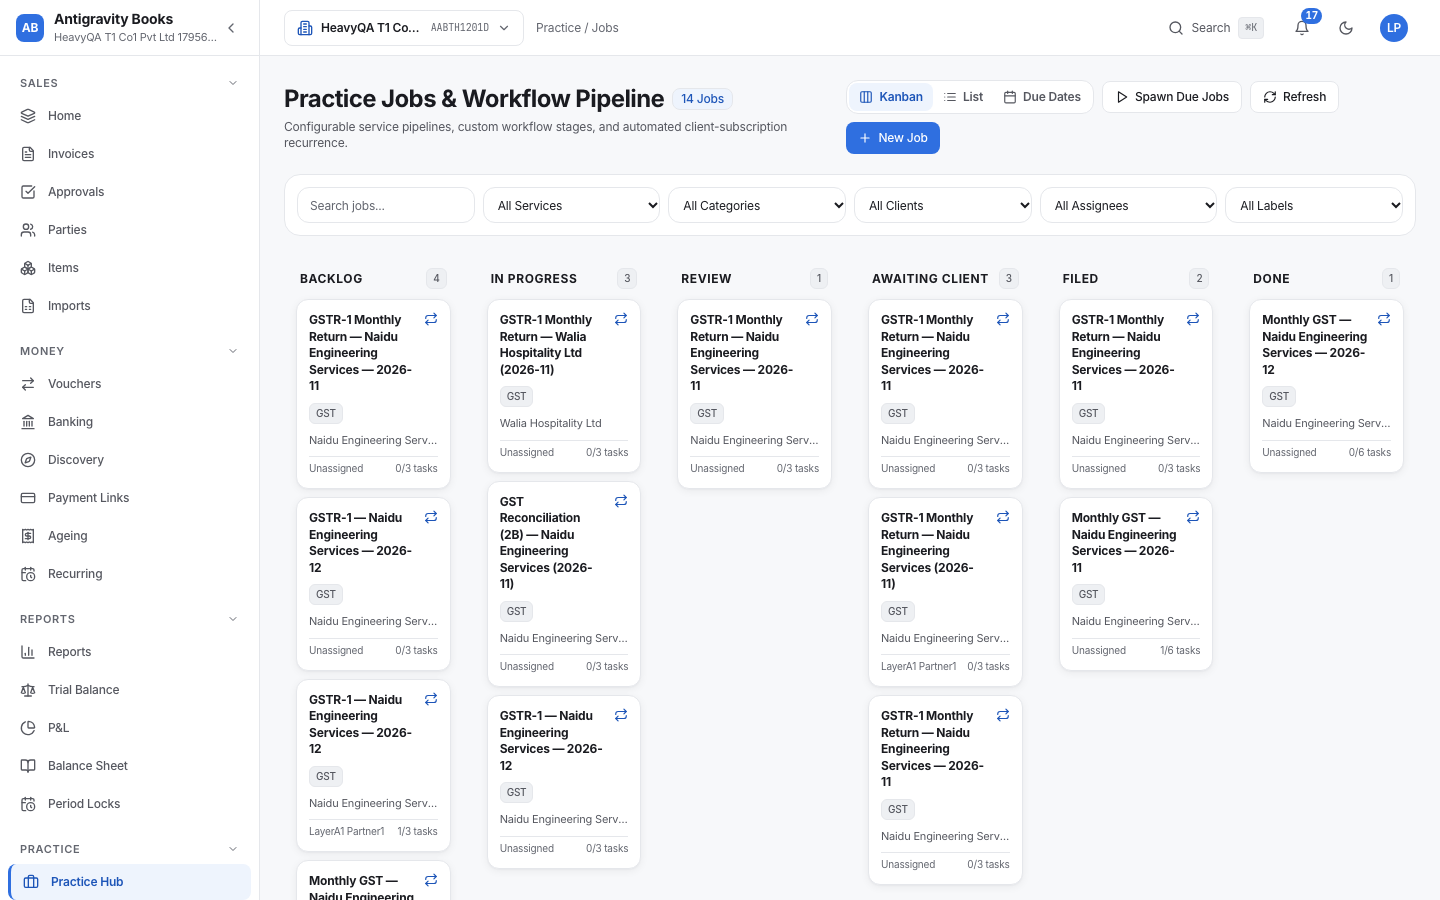 AB
Antigravity Books
HeavyQA T1 Co1 Pvt Ltd 17956...
SALES
Home
Invoices
Approvals
Parties
Items
Imports
MONEY
Vouchers
Banking
Discovery
Payment Links
Ageing
Recurring
REPORTS
Reports
Trial Balance
P&L
Balance Sheet
Period Locks
PRACTICE
Practice Hub
HeavyQA T1 Co... AABTH1201D
Practice / Jobs
Search ⌘K
17
LP
Practice Jobs & Workflow Pipeline 14 Jobs
Configurable service pipelines, custom workflow stages, and automated client-subscription
recurrence.
Kanban List Due Dates Spawn Due Jobs Refresh
New Job
Search jobs... All Services All Categories All Clients All Assignees All Labels
BACKLOG 4
GSTR-1 Monthly
Return — Naidu
Engineering
Services — 2026-
11
GST
Naidu Engineering Serv...
Unassigned 0/3 tasks
GSTR-1 — Naidu
Engineering
Services — 2026-
12
GST
Naidu Engineering Serv...
Unassigned 0/3 tasks
GSTR-1 — Naidu
Engineering
Services — 2026-
12
GST
Naidu Engineering Serv...
LayerA1 Partner1 1/3 tasks
Monthly GST —
Naidu Engineering
IN PROGRESS 3
GSTR-1 Monthly
Return — Walia
Hospitality Ltd
(2026-11)
GST
Walia Hospitality Ltd
Unassigned 0/3 tasks
GST
Reconciliation
(2B) — Naidu
Engineering
Services (2026-
11)
GST
Naidu Engineering Serv...
Unassigned 0/3 tasks
GSTR-1 — Naidu
Engineering
Services — 2026-
12
GST
Naidu Engineering Serv...
Unassigned 0/3 tasks
REVIEW 1
GSTR-1 Monthly
Return — Naidu
Engineering
Services — 2026-
11
GST
Naidu Engineering Serv...
Unassigned 0/3 tasks
AWAITING CLIENT 3
GSTR-1 Monthly
Return — Naidu
Engineering
Services — 2026-
11
GST
Naidu Engineering Serv...
Unassigned 0/3 tasks
GSTR-1 Monthly
Return — Naidu
Engineering
Services (2026-
11)
GST
Naidu Engineering Serv...
LayerA1 Partner1 0/3 tasks
GSTR-1 Monthly
Return — Naidu
Engineering
Services — 2026-
11
GST
Naidu Engineering Serv...
Unassigned 0/3 tasks
FILED 2
GSTR-1 Monthly
Return — Naidu
Engineering
Services — 2026-
11
GST
Naidu Engineering Serv...
Unassigned 0/3 tasks
Monthly GST —
Naidu Engineering
Services — 2026-
11
GST
Naidu Engineering Serv...
Unassigned 1/6 tasks
DONE 1
Monthly GST —
Naidu Engineering
Services — 2026-
12
GST
Naidu Engineering Serv...
Unassigned 0/6 tasks